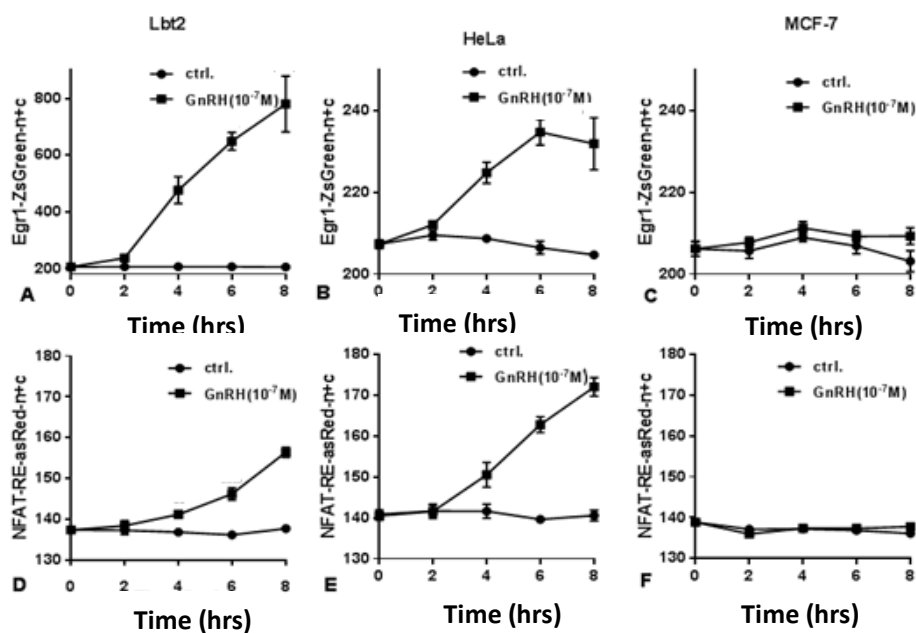 Lbt2
HeLa
MCF-7
ctrl.
GnRH(10⁻⁷M)
Egr1-ZsGreen-n+c
800
600
400
200
A
0 2 4 6 8
Time (hrs)
ctrl.
GnRH(10⁻⁷M)
Egr1-ZsGreen-n+c
240
220
200
B
0 2 4 6 8
Time (hrs)
ctrl.
GnRH(10⁻⁷M)
Egr1-ZsGreen-n+c
240
220
200
C
0 2 4 6 8
Time (hrs)
ctrl.
GnRH(10⁻⁷M)
NFAT-RE-asRed-n+c
180
170
160
150
140
130
D
0 2 4 6 8
Time (hrs)
ctrl.
GnRH(10⁻⁷M)
NFAT-RE-asRed-n+c
180
170
160
150
140
130
E
0 2 4 6 8
Time (hrs)
ctrl.
GnRH(10⁻⁷M)
NFAT-RE-asRed-n+c
180
170
160
150
140
130
F
0 2 4 6 8
Time (hrs)